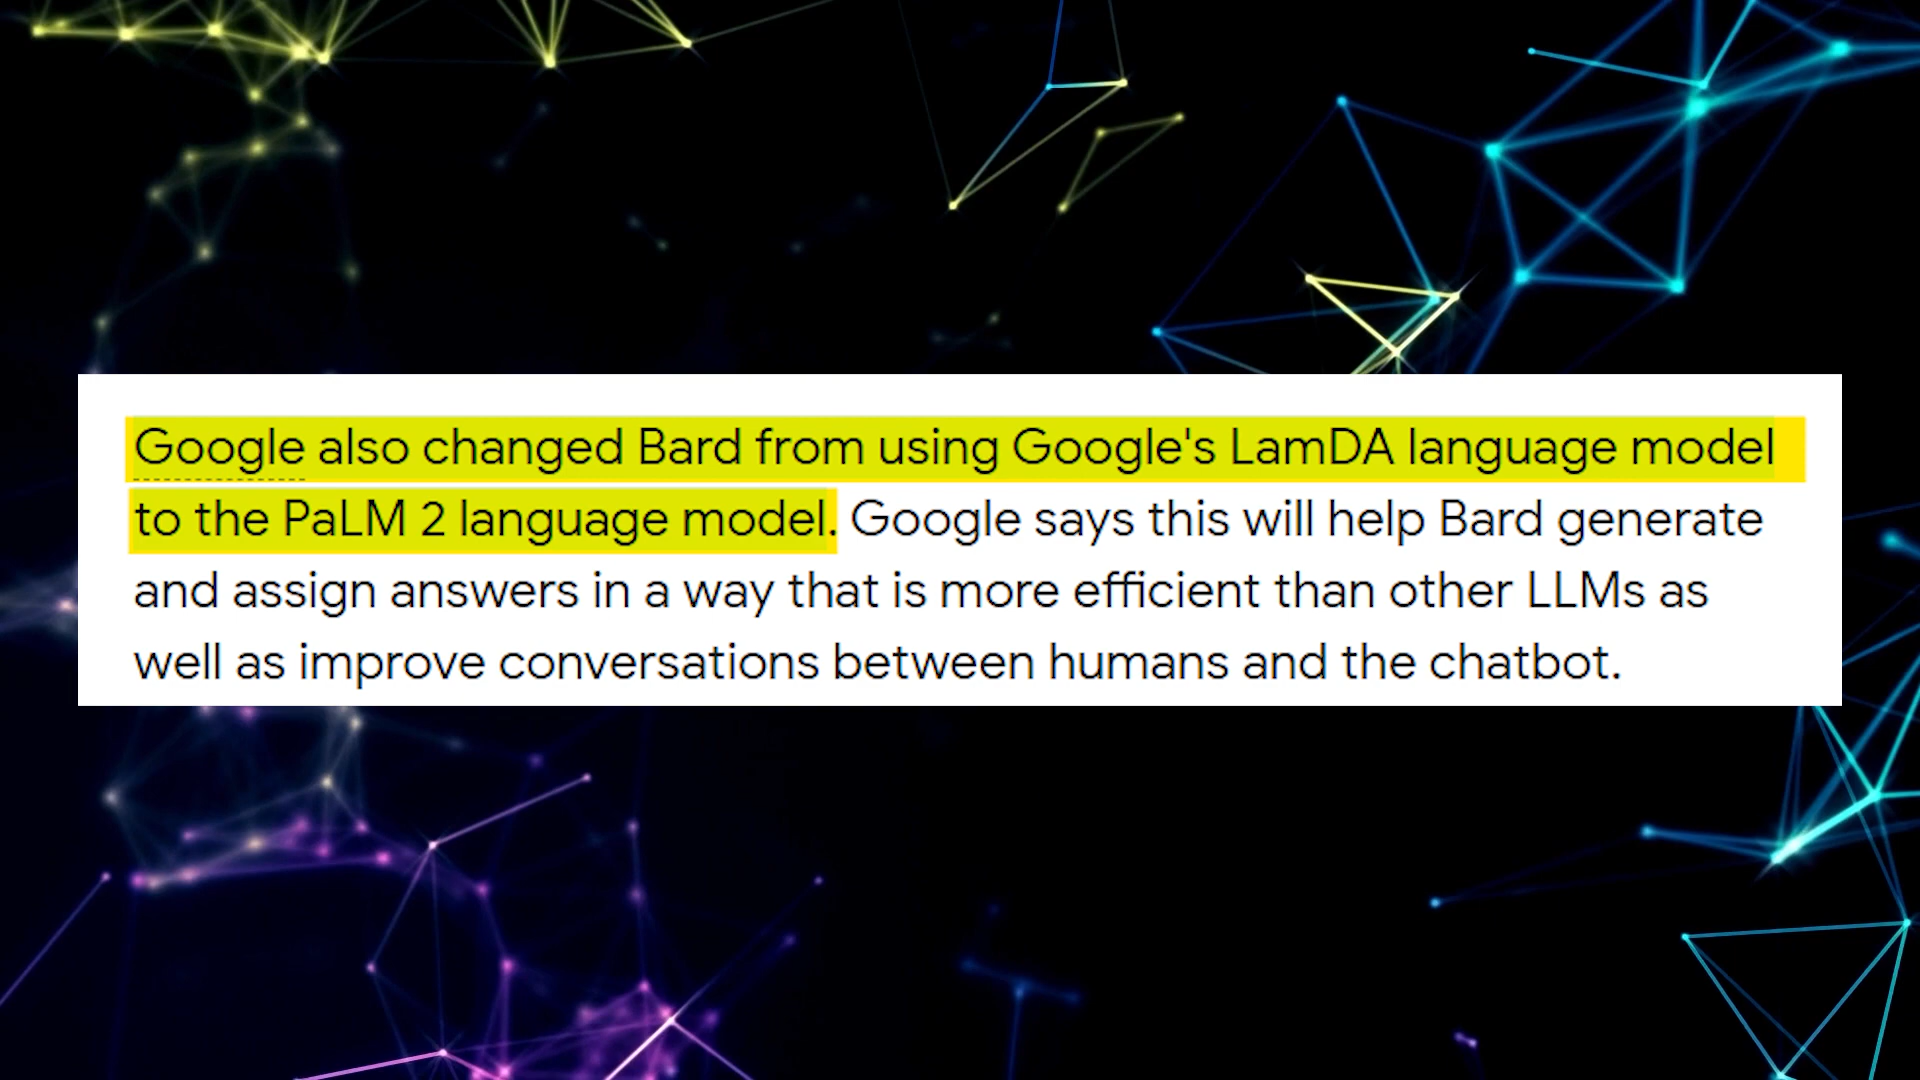 Google also changed Bard from using Google's LamDA language model
to the PaLM 2 language model. Google says this will help Bard generate
and assign answers in a way that is more efficient than other LLMs as
well as improve conversations between humans and the chatbot.